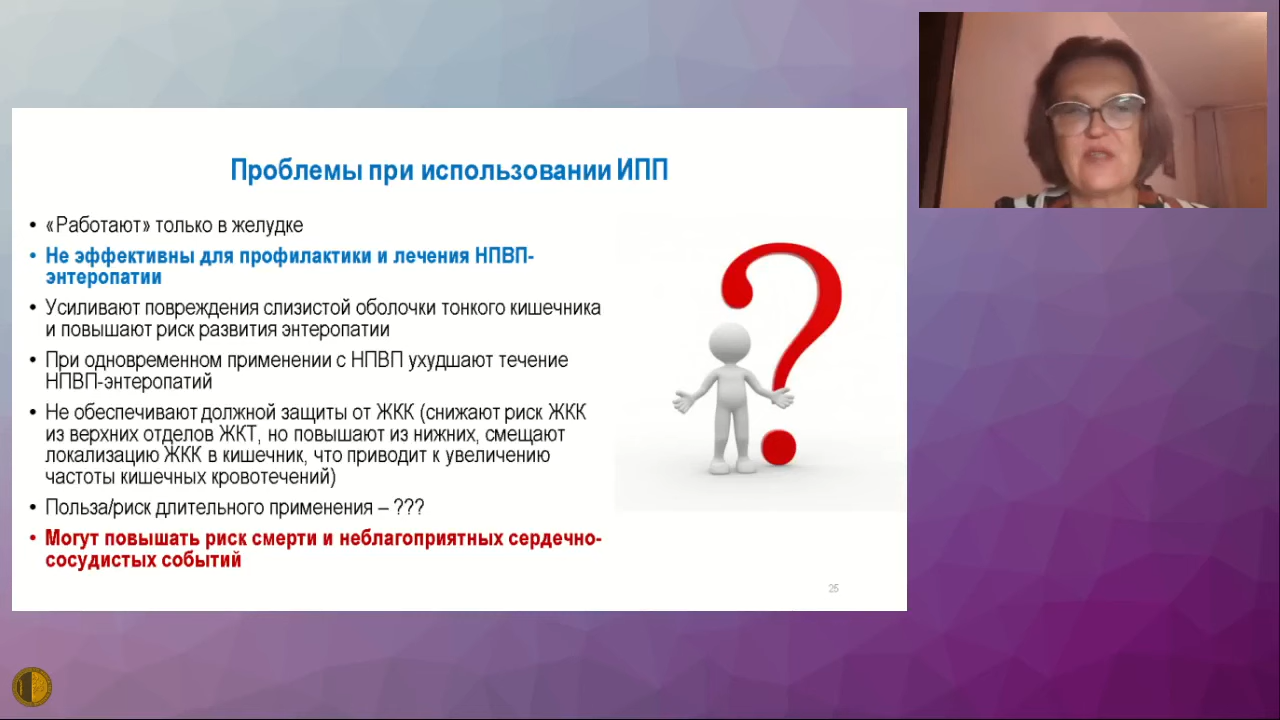 Проблемы при использовании ИПП
• «Работают» только в желудке
• Не эффективны для профилактики и лечения НПВП-
энтеропатии
• Усиливают повреждения слизистой оболочки тонкого кишечника
и повышают риск развития энтеропатии
• При одновременном применении с НПВП ухудшают течение
НПВП-энтеропатий
• Не обеспечивают должной защиты от ЖКК (снижают риск ЖКК
из верхних отделов ЖКТ, но повышают из нижних, смещают
локализацию ЖКК в кишечник, что приводит к увеличению
частоты кишечных кровотечений)
• Польза/риск длительного применения – ???
• Могут повышать риск смерти и неблагоприятных сердечно-
сосудистых событий
25